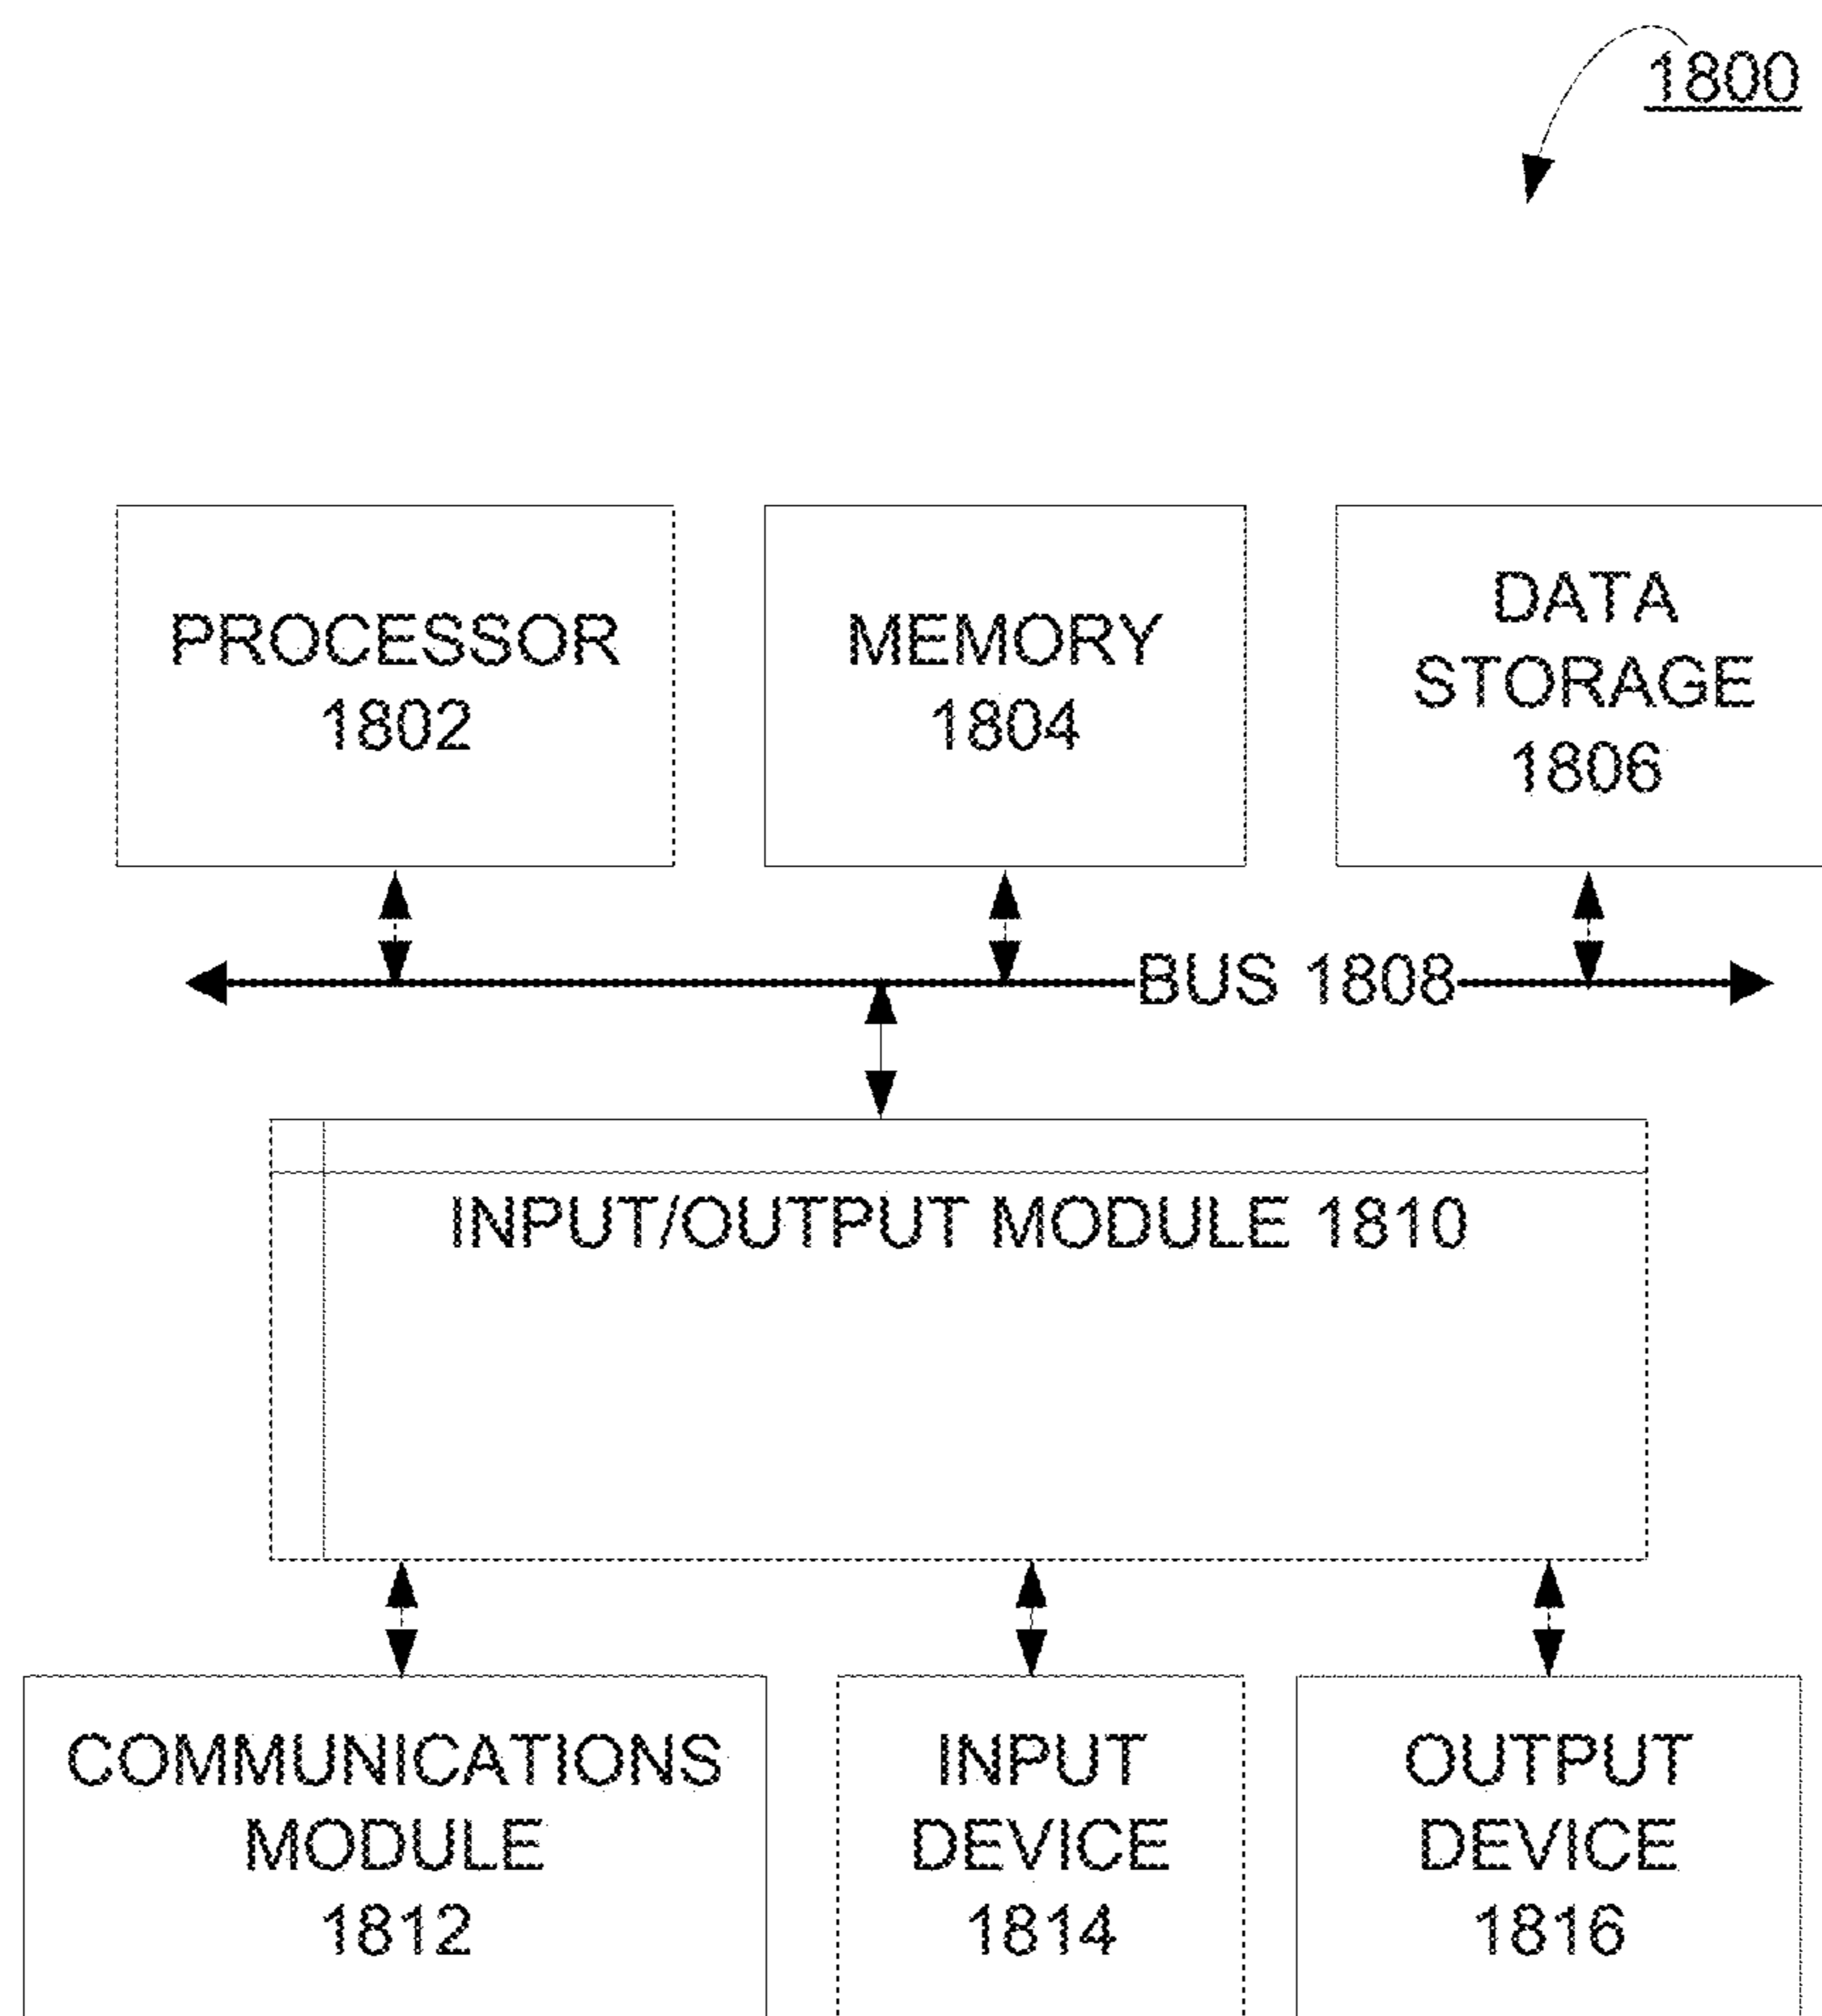 1800
PROCESSOR
1802
MEMORY
1804
DATA
STORAGE
1806
BUS 1808
INPUT/OUTPUT MODULE 1810
COMMUNICATIONS
MODULE
1812
INPUT
DEVICE
1814
OUTPUT
DEVICE
1816